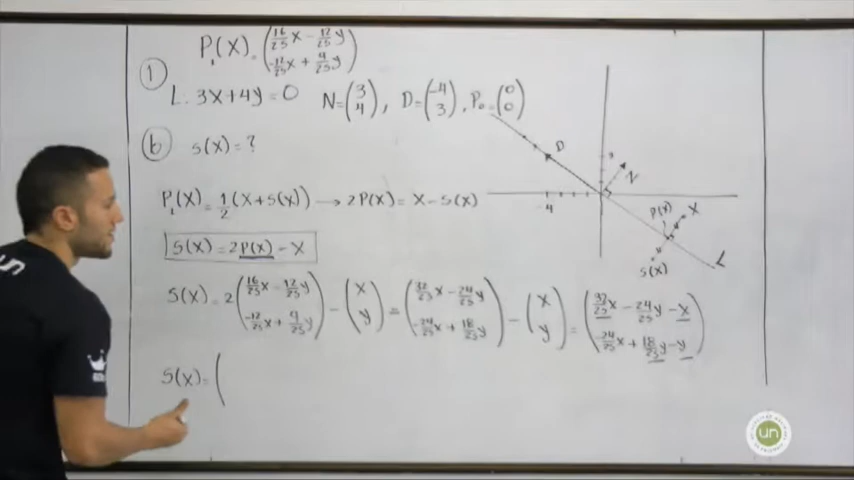 P₁(X) = (16/25 x - 12/25 y
-12/25 x + 9/25 y)
① L: 3x+4y=0 N=(3 4), D=(-4 3), P₀=(0 0)
ⓑ S(X)=?
P₁(X)=1/2(X+S(X)) → 2P(X)= X-S(X)
S(X)=2P(X)-X
S(X)=2(16/25 x - 12/25 y
-12/25 x + 9/25 y) - (x y) = (32/25 x - 24/25 y
-24/25 x + 18/25 y) - (x y) = (32/25 x - 24/25 y - x
-24/25 x + 18/25 y - y)
S(X)=(
D
N
-4
P(X)
X
S(X)
L
un